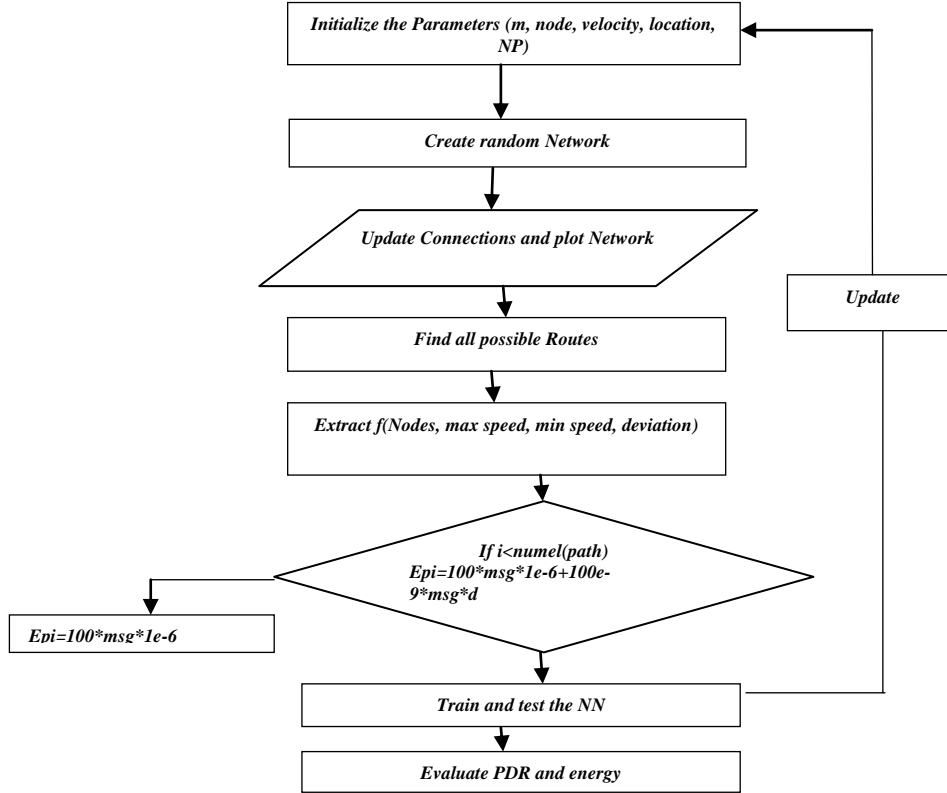 Initialize the Parameters (m, node, velocity, location,
NP)
Create random Network
Update Connections and plot Network
Update
Find all possible Routes
Extract f(Nodes, max speed, min speed, deviation)
If i<numel(path)
Epi=100*msg*1e-6+100e-
9*msg*d
Epi=100*msg*1e-6
Train and test the NN
Evaluate PDR and energy